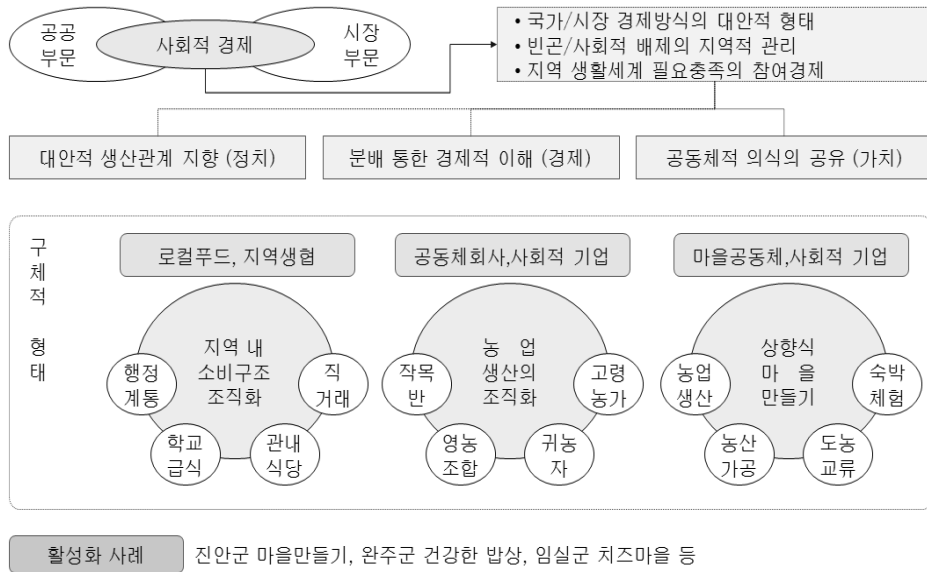 공공
부문
사회적 경제
시장
부문
• 국가/시장 경제방식의 대안적 형태
• 빈곤/사회적 배제의 지역적 관리
• 지역 생활세계 필요충족의 참여경제
대안적 생산관계 지향 (정치)
분배 통한 경제적 이해 (경제)
공동체적 의식의 공유 (가치)
구체적 형태
로컬푸드, 지역생협
지역 내
소비구조
조직화
행정
계통
학교
급식
관내
식당
직
거래
공동체회사,사회적 기업
농 업
생산의
조직화
작목
반
영농
조합
귀농
자
고령
농가
마을공동체,사회적 기업
상향식
마 을
만들기
농업
생산
농산
가공
도농
교류
숙박
체험
활성화 사례
진안군 마을만들기, 완주군 건강한 밥상, 임실군 치즈마을 등